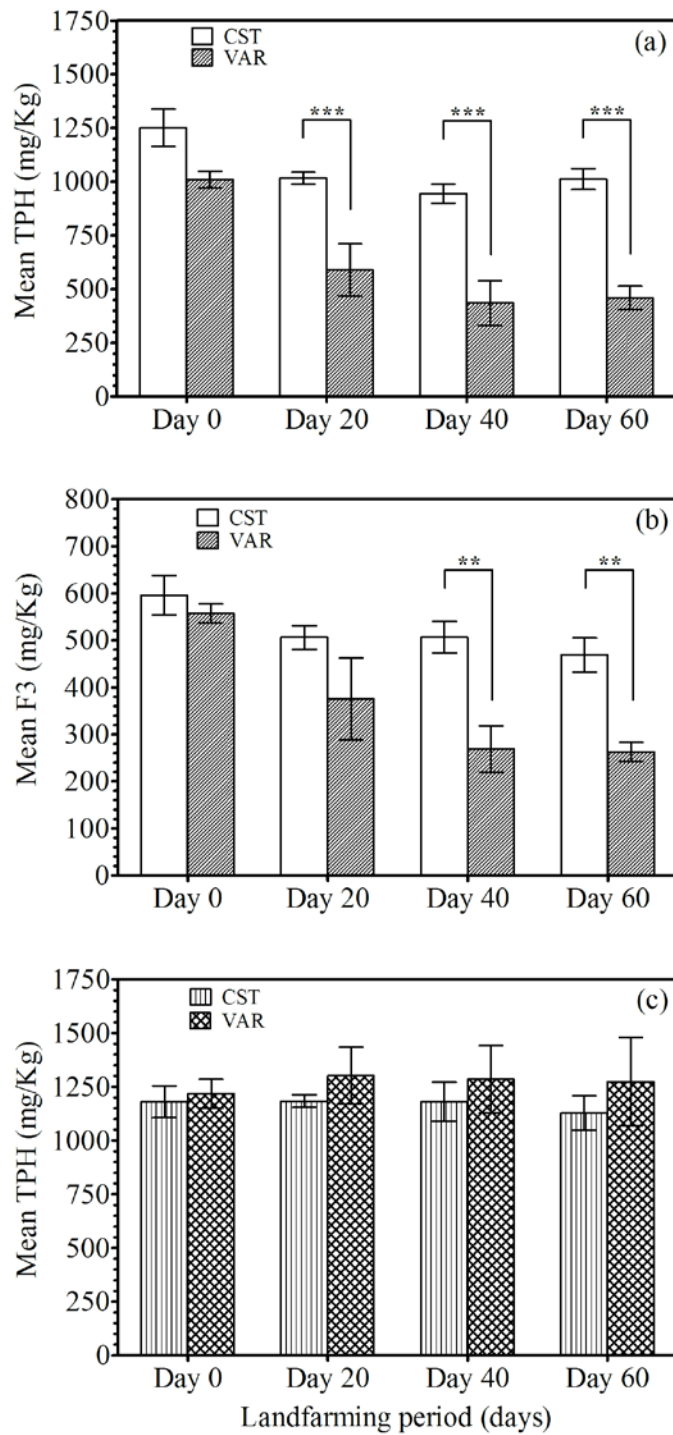 1750
CST
VAR
(a)
1500
1250
1000
750
500
250
0
***
***
***
Mean TPH (mg/Kg)
Day 0 Day 20 Day 40 Day 60
800
CST
VAR
(b)
700
600
500
400
300
200
100
0
**
**
Mean F3 (mg/Kg)
Day 0 Day 20 Day 40 Day 60
1750
CST
VAR
(c)
1500
1250
1000
750
500
250
0
Mean TPH (mg/Kg)
Day 0 Day 20 Day 40 Day 60
Landfarming period (days)